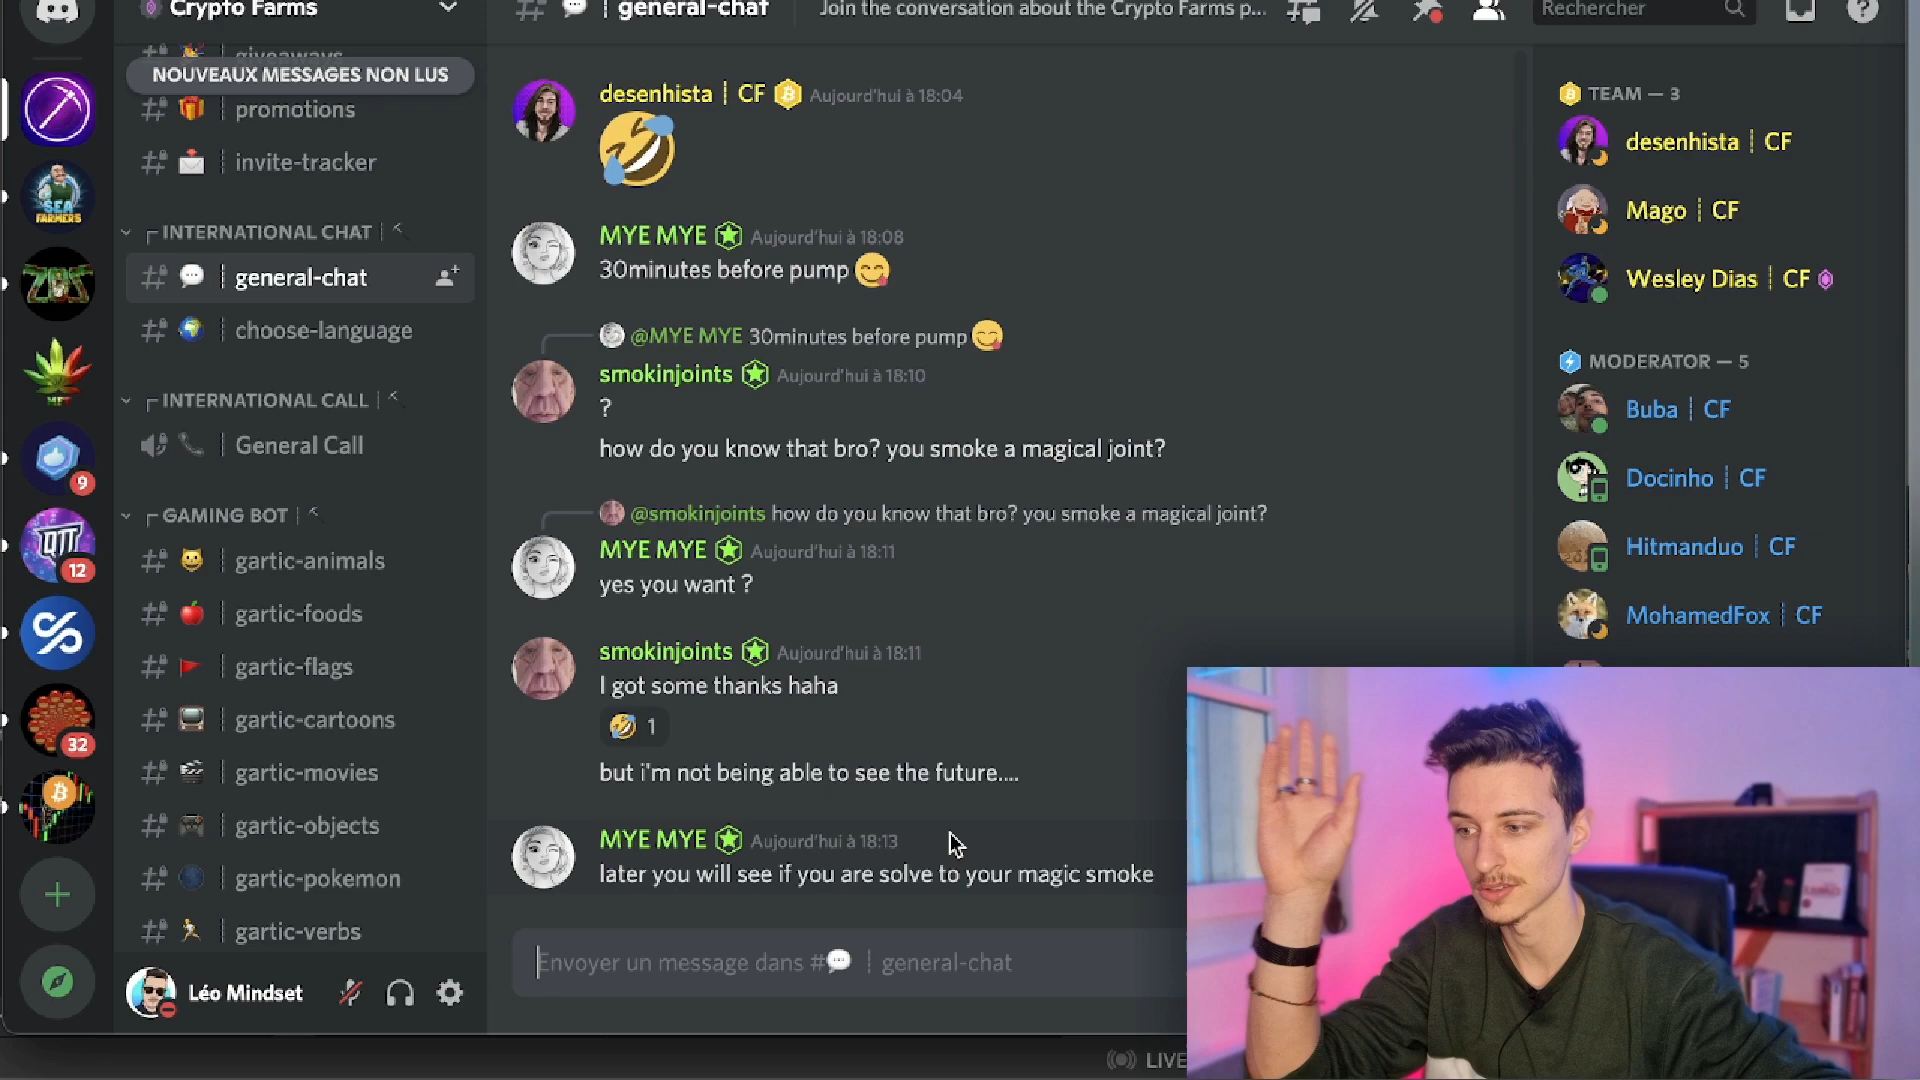 Crypto Farms
giveaways
NOUVEAUX MESSAGES NON LUS
promotions
invite-tracker
INTERNATIONAL CHAT
general-chat
choose-language
INTERNATIONAL CALL
General Call
GAMING BOT
gartic-animals
gartic-foods
gartic-flags
gartic-cartoons
gartic-movies
gartic-objects
gartic-pokemon
gartic-verbs
Léo Mindset
SEA
FARMERS
9
12
32
general-chat
Join the conversation about the Crypto Farms p...
Rechercher
desenhista | CF Aujourd'hui à 18:04
MYE MYE Aujourd'hui à 18:08
30minutes before pump
@MYE MYE 30minutes before pump
smokinjoints Aujourd'hui à 18:10
?
how do you know that bro? you smoke a magical joint?
@smokinjoints how do you know that bro? you smoke a magical joint?
MYE MYE Aujourd'hui à 18:11
yes you want ?
smokinjoints Aujourd'hui à 18:11
I got some thanks haha
1
but i'm not being able to see the future....
MYE MYE Aujourd'hui à 18:13
later you will see if you are solve to your magic smoke
Envoyer un message dans # | general-chat
TEAM — 3
desenhista | CF
Mago | CF
Wesley Dias | CF
MODERATOR — 5
Buba | CF
Docinho | CF
Hitmanduo | CF
MohamedFox | CF
LIVE